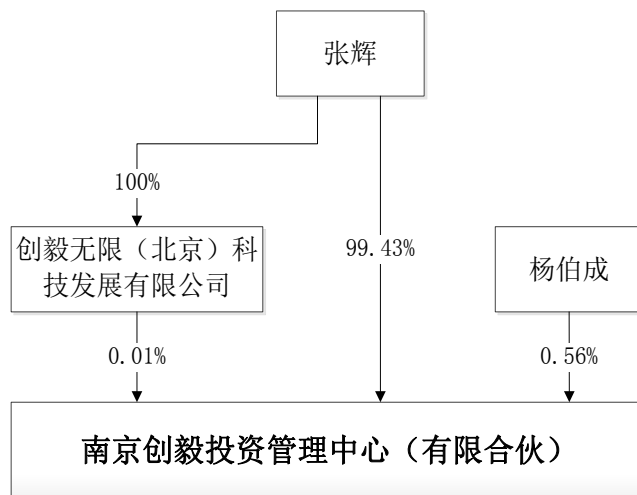 张辉
100%
创毅无限（北京）科
技发展有限公司
99.43%
杨伯成
0.01%
0.56%
南京创毅投资管理中心（有限合伙）